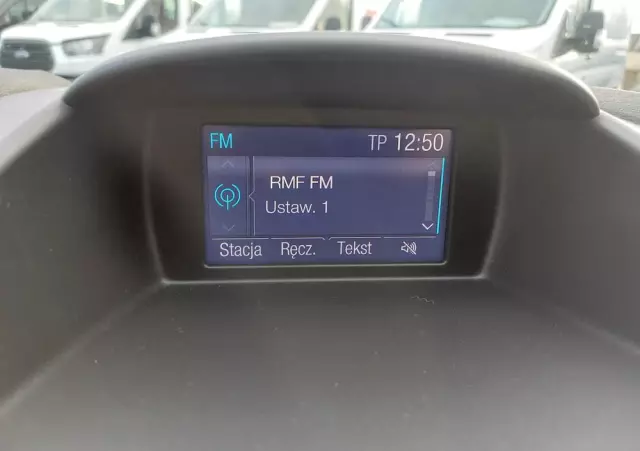 FM TP 12:50
RMF FM
Ustaw. 1
Stacja Ręcz. Tekst